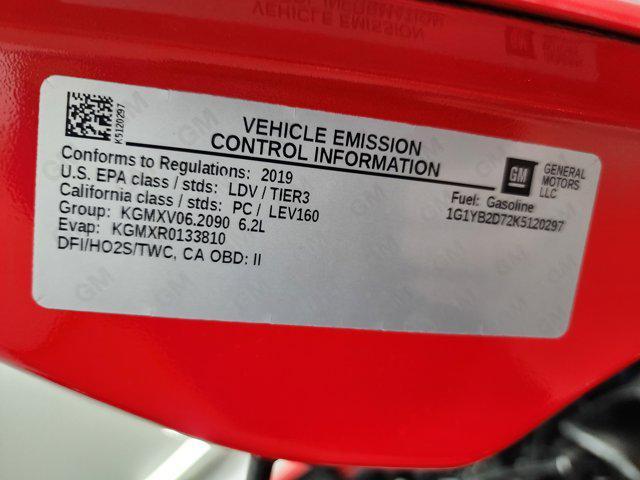 K5120297
VEHICLE EMISSION
CONTROL INFORMATION
Conforms to Regulations: 2019
U.S. EPA class / stds: LDV / TIER3
California class / stds: PC / LEV160
Group: KGMXV06.2090 6.2L
Evap: KGMXR0133810
DFI/HO2S/TWC, CA OBD: II
GM
GENERAL
MOTORS
LLC
Fuel: Gasoline
1G1YB2D72K5120297